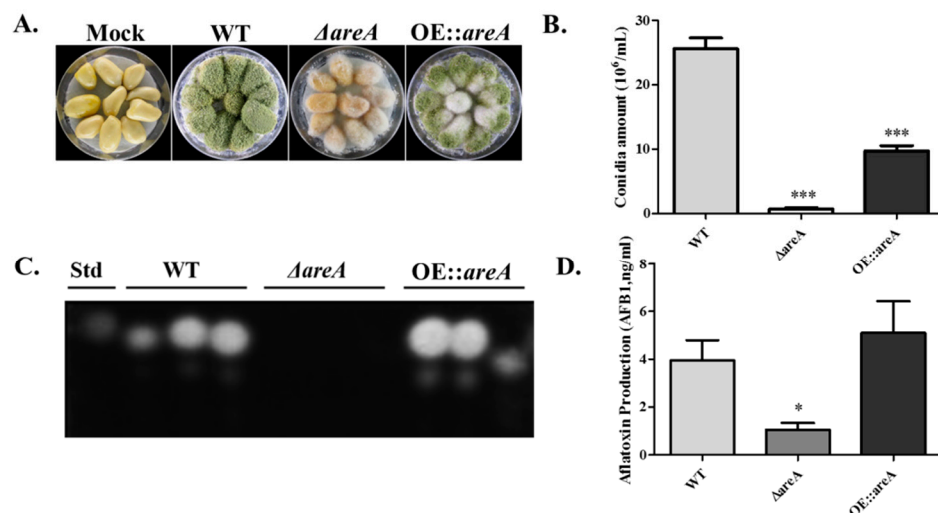 A.
Mock WT ΔareA OE::areA
B.
Conidia amount (10⁶/mL)
30
20
10
0
***
***
WT ΔareA OE::areA
C.
Std WT ΔareA OE::areA
D.
Aflatoxin Production (AFB1,ng/ml)
8
6
4
2
0
*
WT ΔareA OE::areA